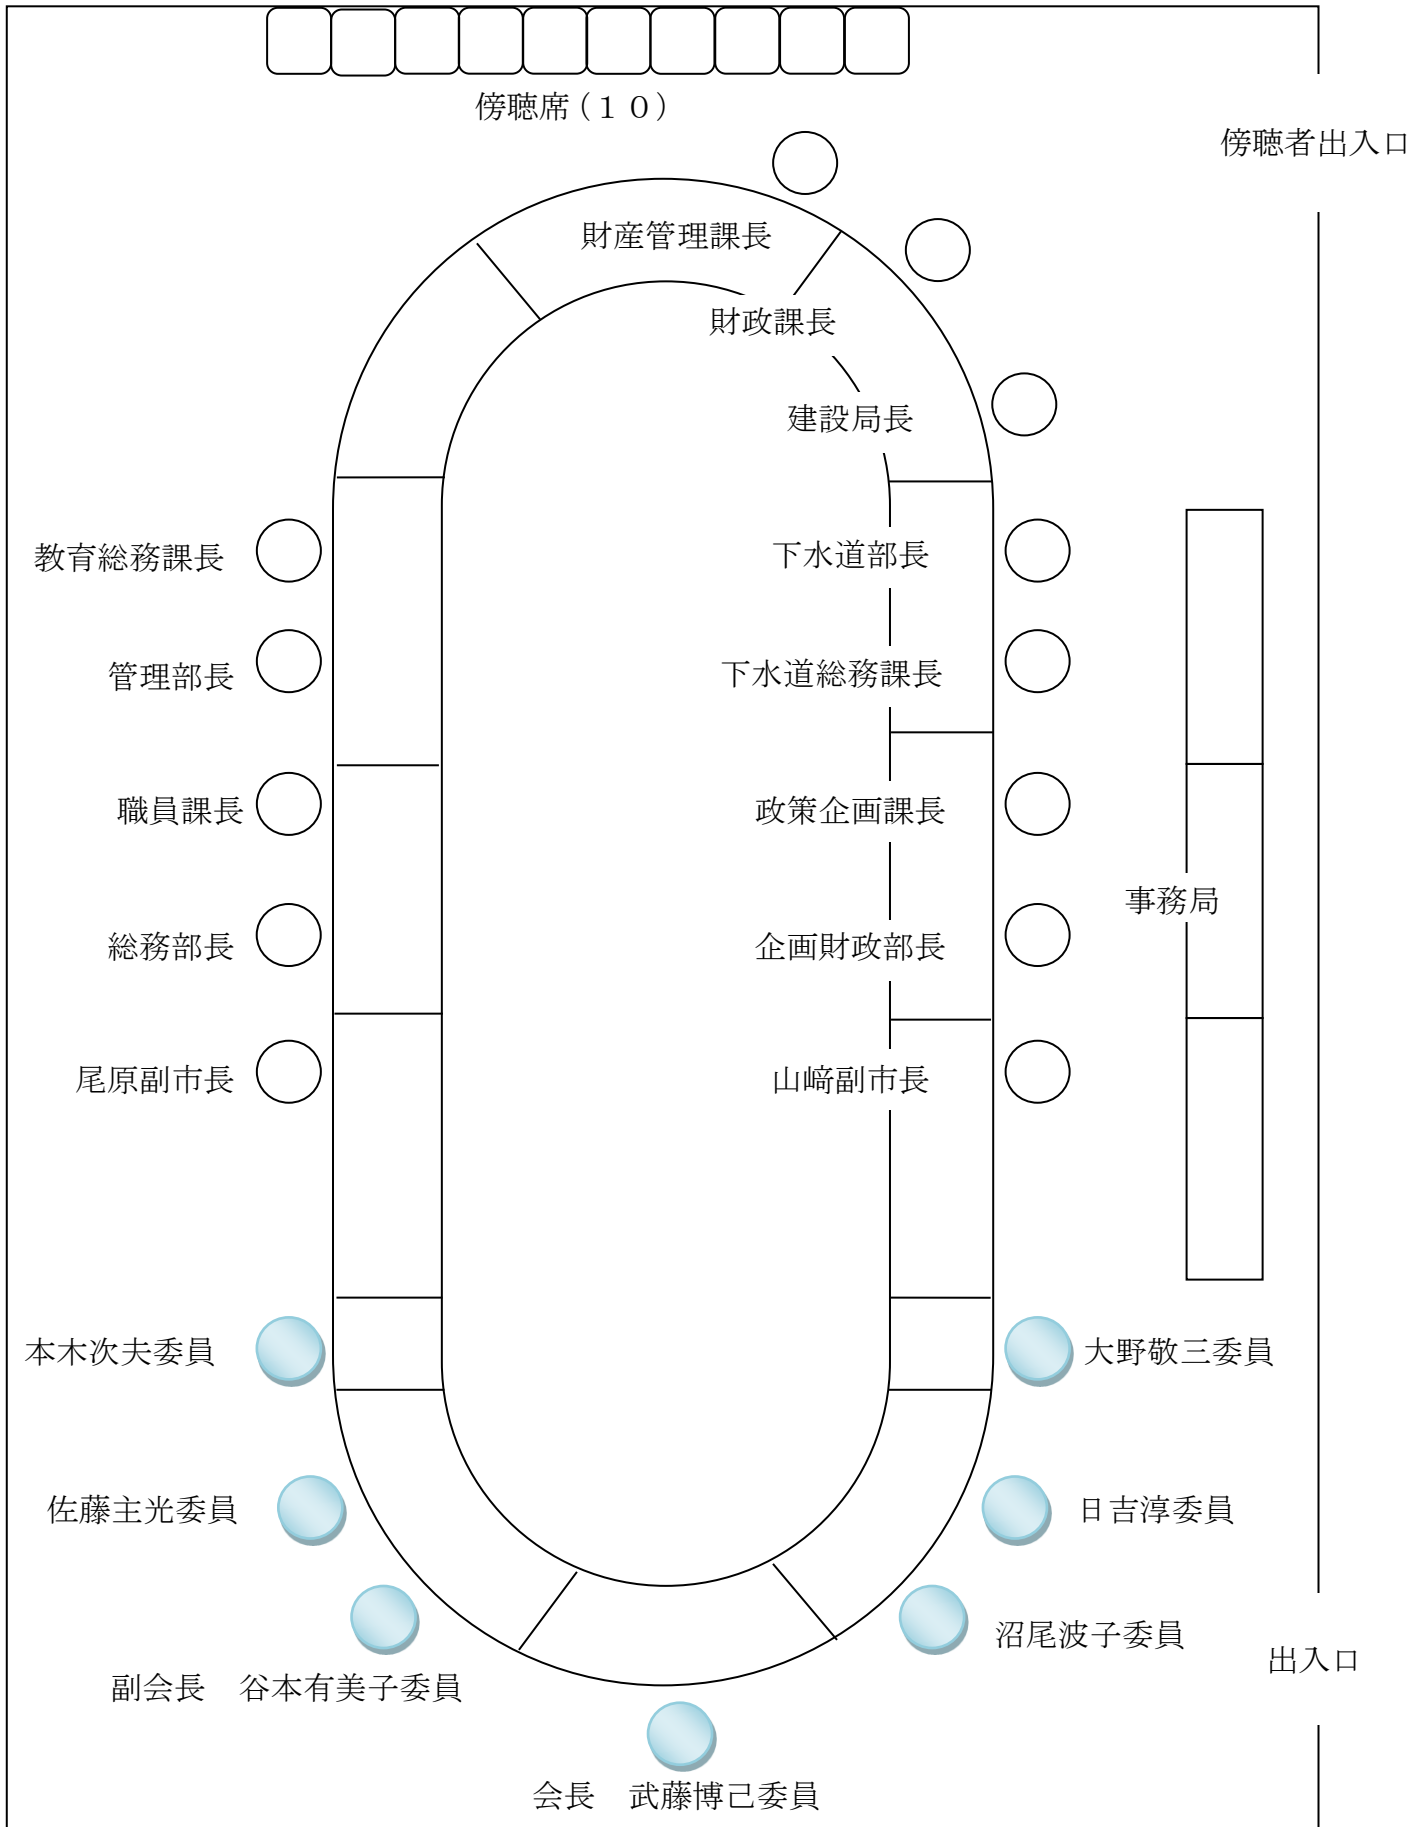 傍聴席(１０)
傍聴者出入口
財産管理課長
財政課長
建設局長
教育総務課長
下水道部長
管理部長
下水道総務課長
職員課長
政策企画課長
事務局
総務部長
企画財政部長
尾原副市長
山﨑副市長
本木次夫委員
大野敬三委員
佐藤主光委員
日吉淳委員
沼尾波子委員
出入口
副会長　谷本有美子委員
会長　武藤博己委員